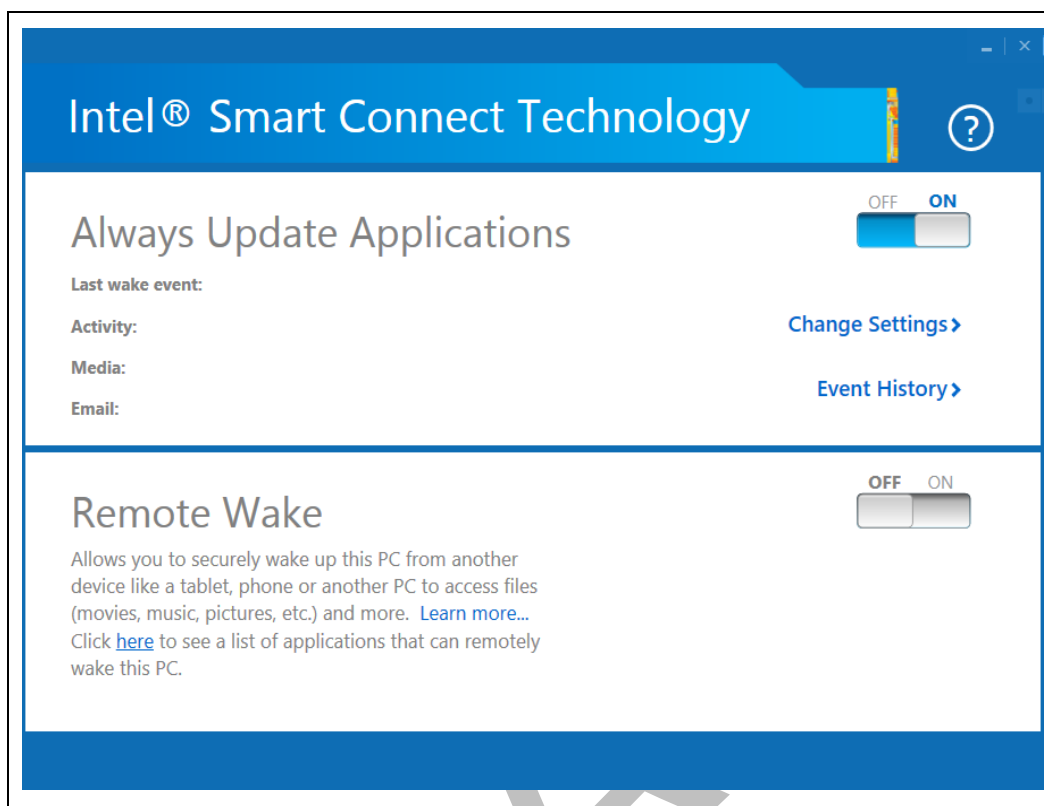 Intel® Smart Connect Technology
?
OFF ON
Always Update Applications
Last wake event:
Activity:
Change Settings
Media:
Event History
Email:
OFF ON
Remote Wake
Allows you to securely wake up this PC from another
device like a tablet, phone or another PC to access files
(movies, music, pictures, etc.) and more. Learn more...
Click here to see a list of applications that can remotely
wake this PC.